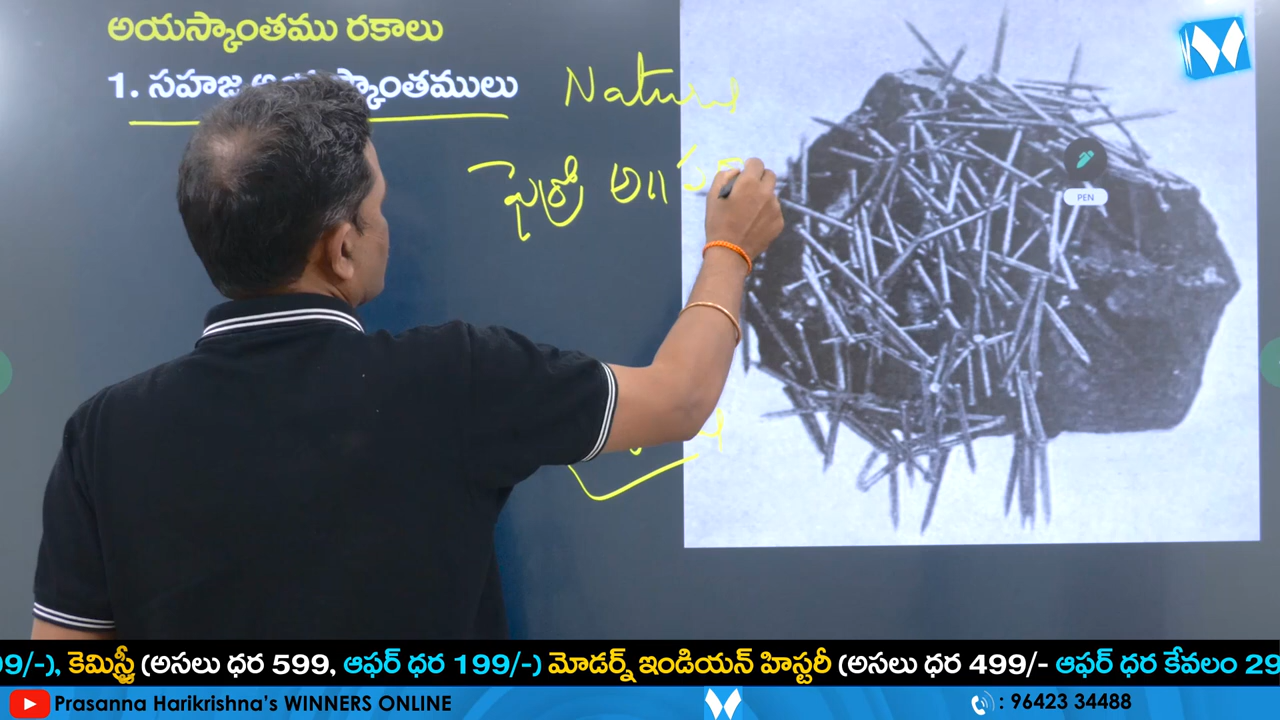 అయస్కాంతము రకాలు
1. సహజ అయస్కాంతములు
PEN
99/-), కెమిస్ట్రీ (అసలు ధర 599, ఆఫర్ ధర 199/-) మోడర్న్ ఇండియన్ హిస్టరీ (అసలు ధర 499/- ఆఫర్ ధర కేవలం 29
Prasanna Harikrishna's WINNERS ONLINE
: 96423 34488